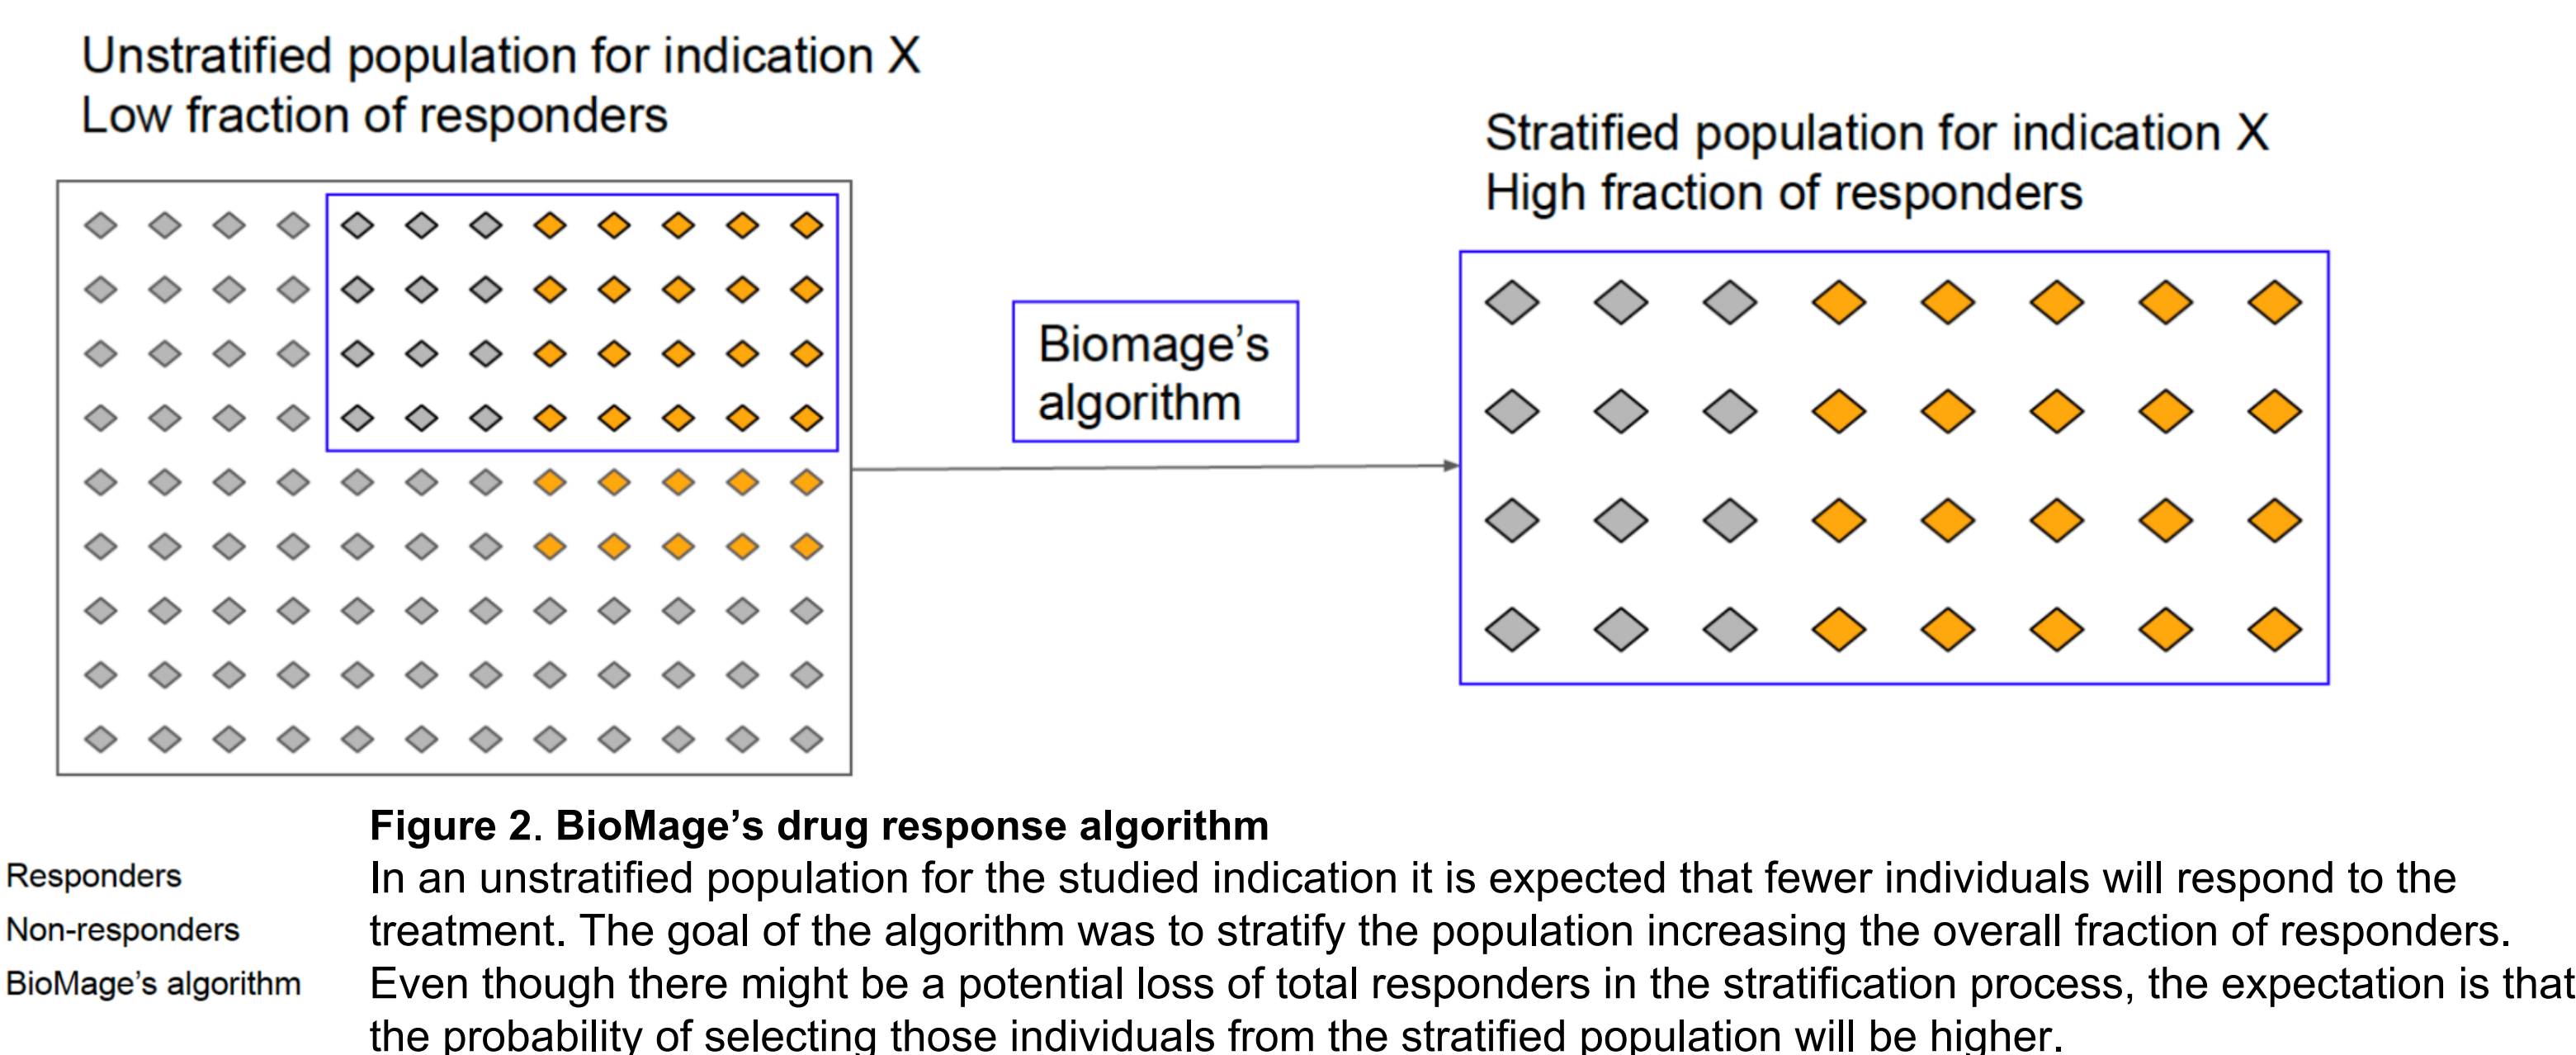 Unstratified population for indication X
Low fraction of responders
Stratified population for indication X
High fraction of responders
Biomage’s
algorithm
Figure 2. BioMage’s drug response algorithm
Responders
Non-responders
BioMage’s algorithm
In an unstratified population for the studied indication it is expected that fewer individuals will respond to the
treatment. The goal of the algorithm was to stratify the population increasing the overall fraction of responders.
Even though there might be a potential loss of total responders in the stratification process, the expectation is that
the probability of selecting those individuals from the stratified population will be higher.